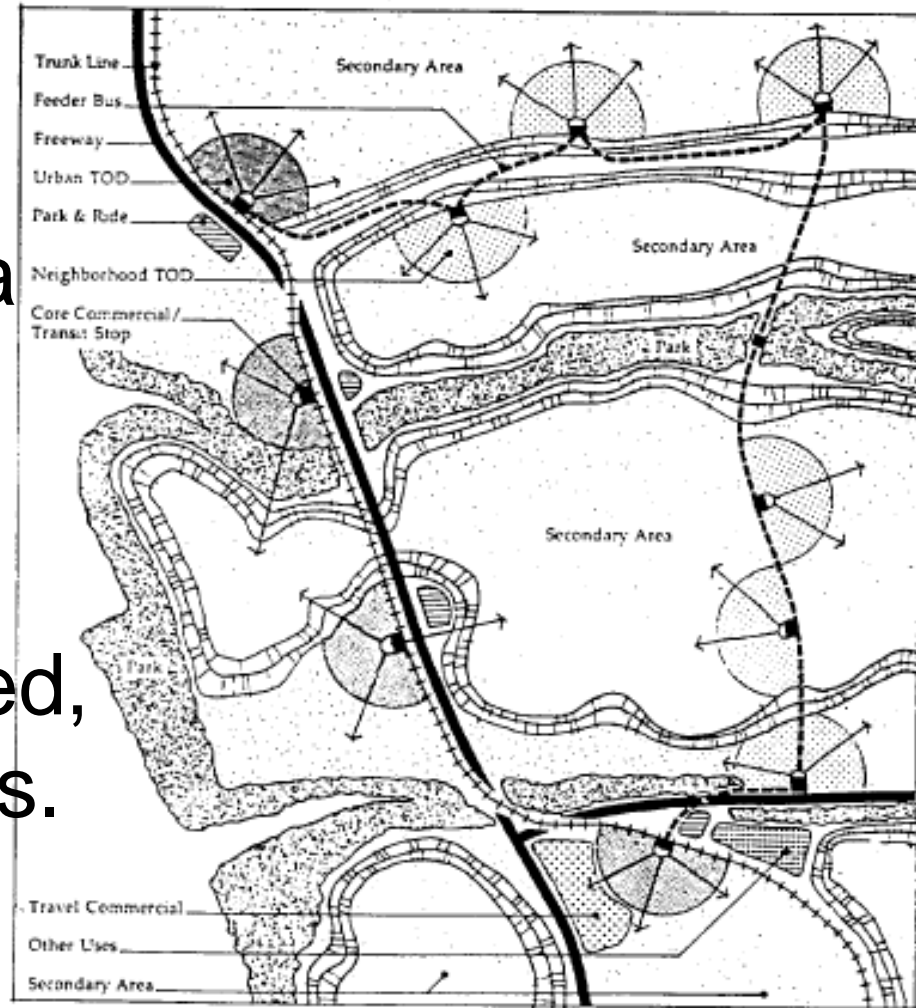 Trunk Line
Secondary Area
Feeder Bus
Freeway
Urban TOD
Park & Ride
a
Secondary Area
Neighborhood TOD
Core Commercial /
Transit Stop
Park
Secondary Area
ed,
Park
s.
Travel Commercial
Other Uses
Secondary Area